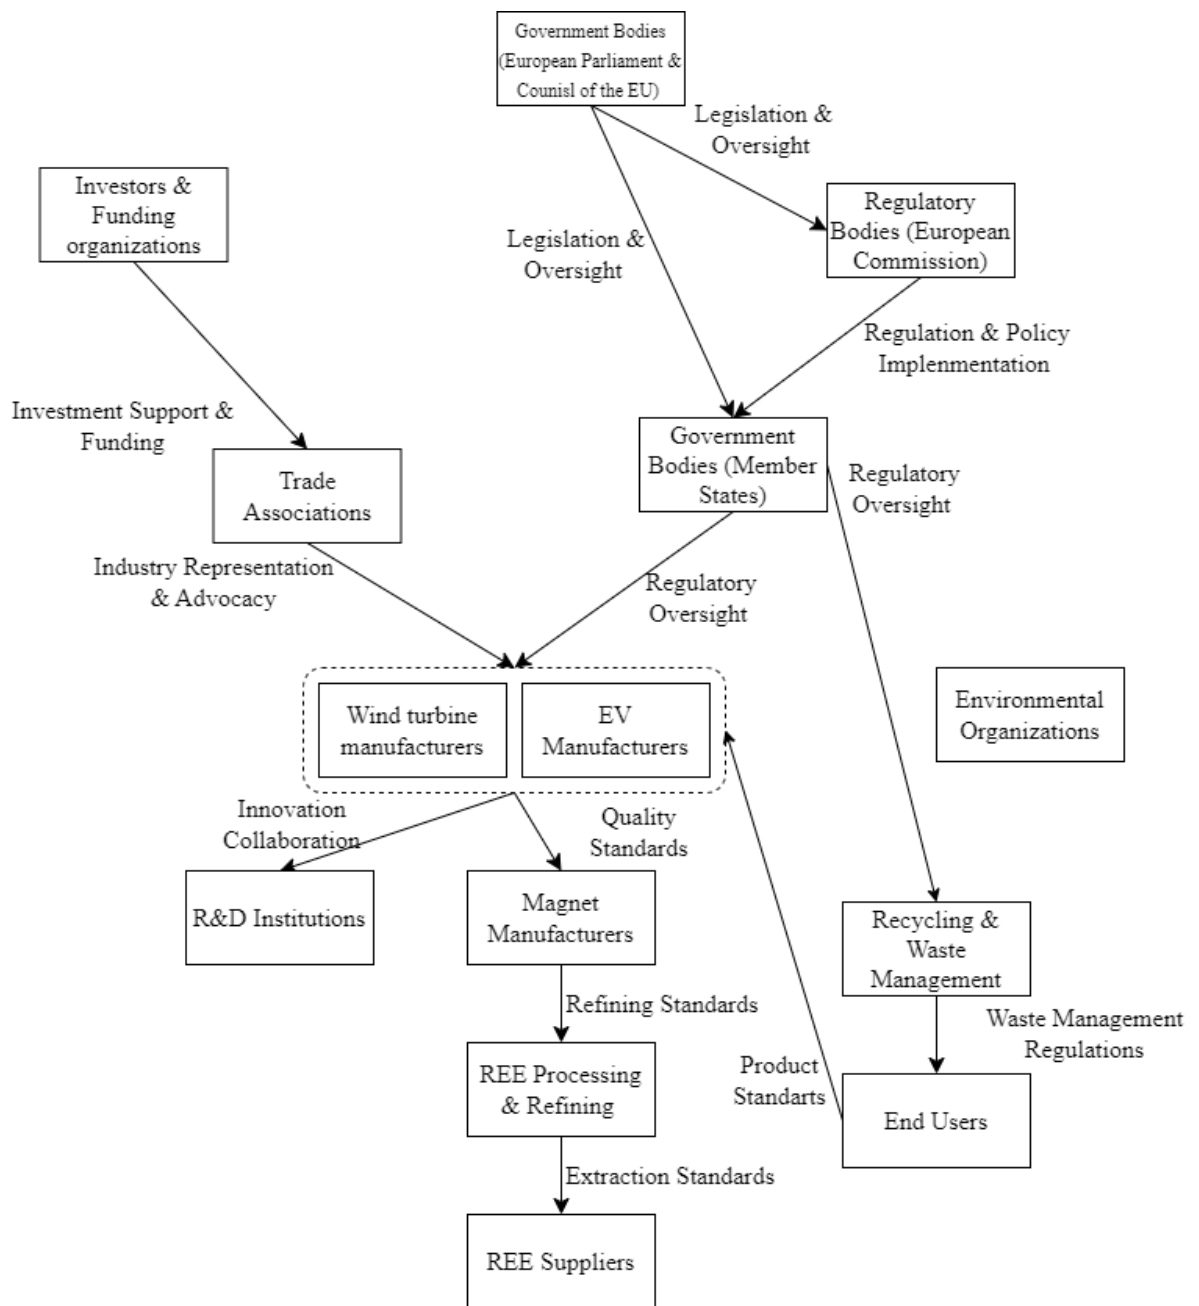 Government Bodies
(European Parliament &
Counisl of the EU)
Legislation &
Oversight
Investors &
Funding
organizations
Regulatory
Bodies (European
Commission)
Legislation &
Oversight
Regulation & Policy
Implenmentation
Investment Support &
Funding
Government
Bodies (Member
States)
Trade
Associations
Regulatory
Oversight
Industry Representation
& Advocacy
Regulatory
Oversight
Wind turbine
manufacturers
EV
Manufacturers
Environmental
Organizations
Innovation
Collaboration
Quality
Standards
R&D Institutions
Magnet
Manufacturers
Recycling &
Waste
Management
Refining Standards
Waste Management
Regulations
REE Processing
& Refining
Product
Standarts
End Users
Extraction Standards
REE Suppliers